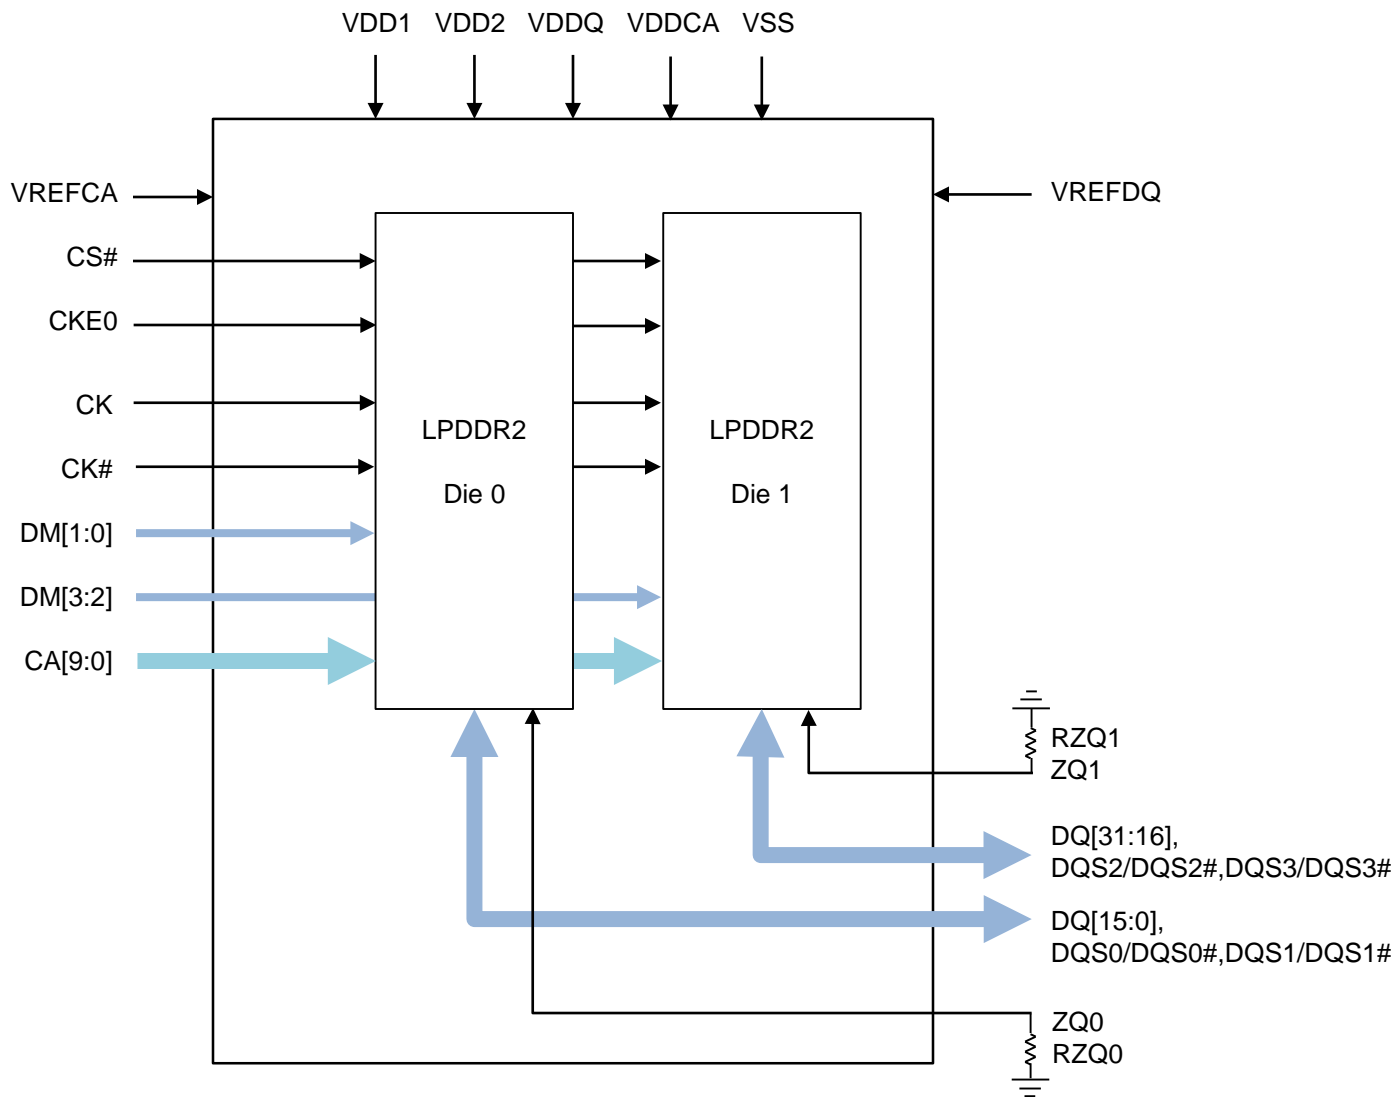 VDD1 VDD2 VDDQ VDDCA VSS
VREFCA
VREFDQ
CS#
CKE0
CK
CK#
DM[1:0]
DM[3:2]
CA[9:0]
LPDDR2
Die 0
LPDDR2
Die 1
RZQ1
ZQ1
DQ[31:16],
DQS2/DQS2#,DQS3/DQS3#
DQ[15:0],
DQS0/DQS0#,DQS1/DQS1#
ZQ0
RZQ0